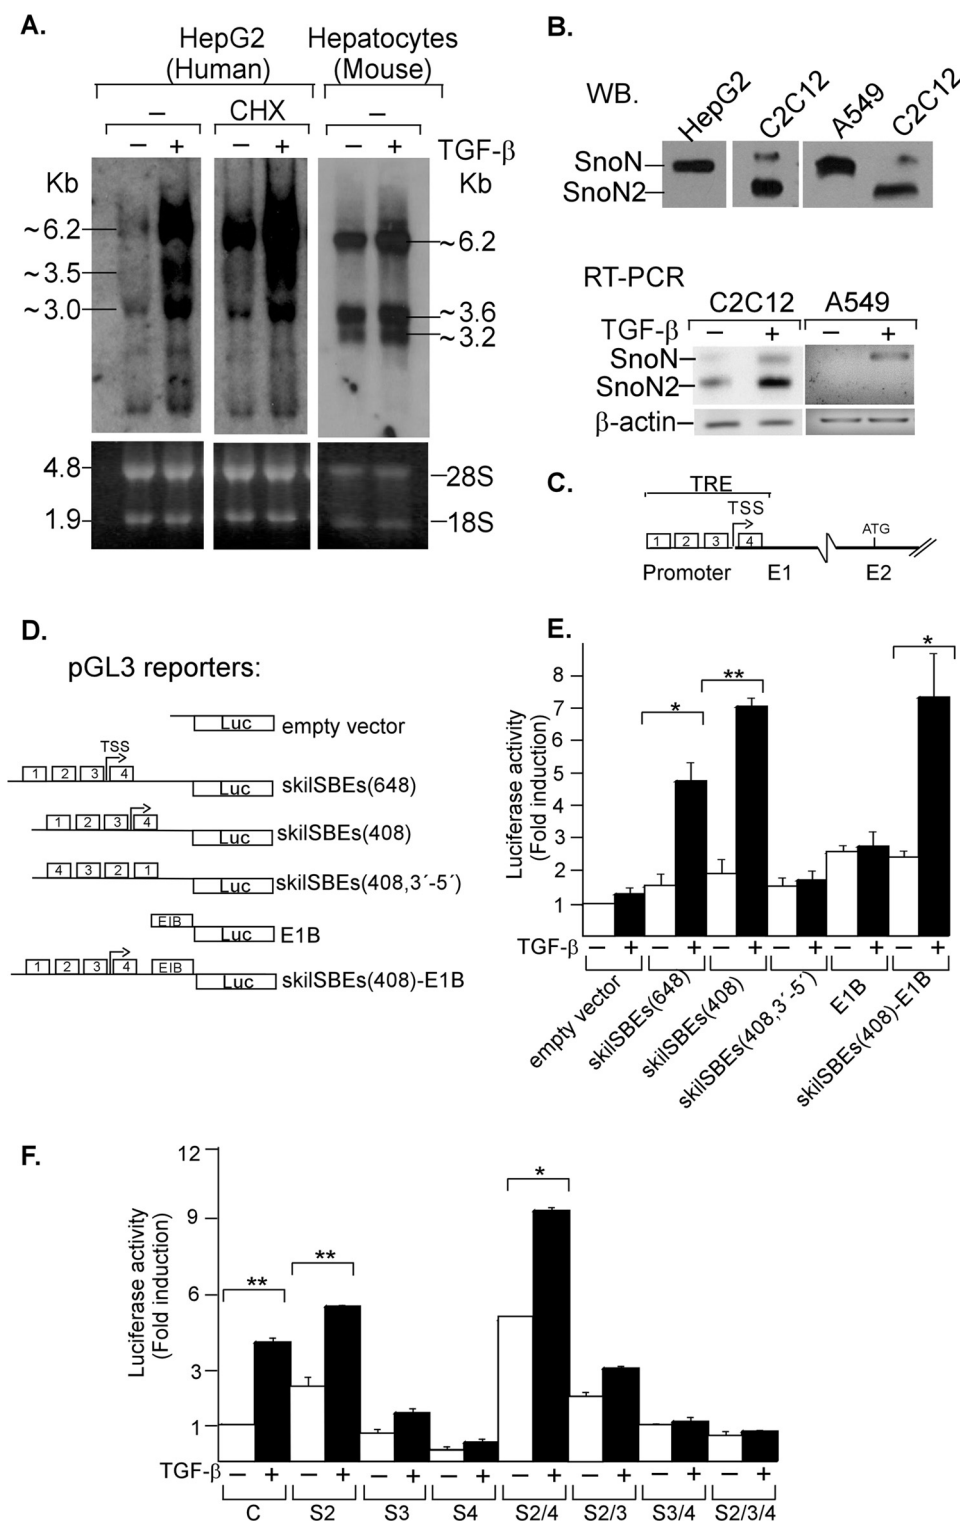 A.
HepG2 (Human)
Hepatocytes (Mouse)
– CHX –
– + – + – + TGF-β
Kb Kb
~6.2 ~6.2
~3.5
~3.0 ~3.6
~3.2
4.8 28S
1.9 18S
B.
WB.
HepG2 C2C12 A549 C2C12
SnoN
SnoN2
RT-PCR
C2C12 A549
TGF-β – + – +
SnoN
SnoN2
β-actin
C.
TRE
TSS
1 2 3 4 ATG
Promoter E1 E2
D.
pGL3 reporters:
Luc empty vector
TSS
1 2 3 4 Luc skilSBEs(648)
1 2 3 4 Luc skilSBEs(408)
4 3 2 1 Luc skilSBEs(408,3´-5´)
EIB Luc E1B
1 2 3 4 EIB Luc skilSBEs(408)-E1B
E.
Luciferase activity
(Fold induction)
8
7
6
5
4
3
2
1
* ** *
TGF-β – + – + – + – + – + – +
empty vector
skilSBEs(648)
skilSBEs(408)
skilSBEs(408,3´-5´)
E1B
skilSBEs(408)-E1B
F.
Luciferase activity
(Fold induction)
12
9
6
3
1
** ** *
TGF-β – + – + – + – + – + – + – + – +
C S2 S3 S4 S2/4 S2/3 S3/4 S2/3/4